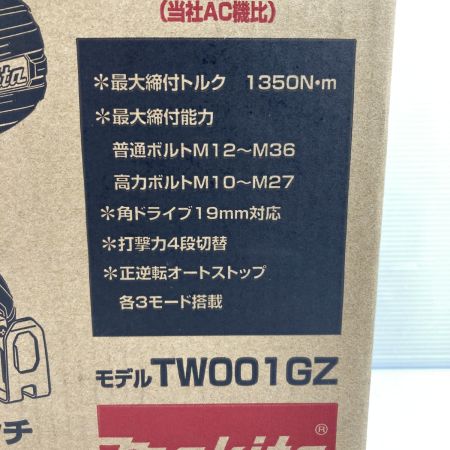 (当社AC機比)
*最大締付トルク 1350N・m
*最大締付能力
普通ボルトM12〜M36
高力ボルトM10〜M27
*角ドライブ19mm対応
*打撃力4段切替
*正逆転オートストップ
各3モード搭載
モデルTW001GZ
チ
makita®